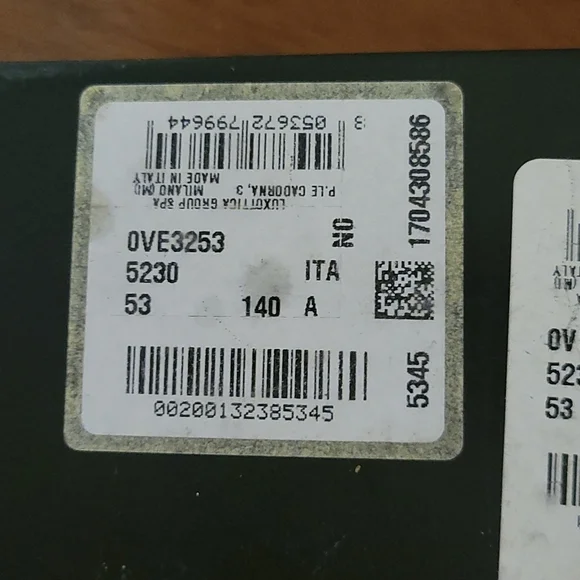 8 053672 799644
LUXOTTICA GROUP SPA
P.LE CADORNA, 3 MILANO (MI)
MADE IN ITALY
0VE3253
NO
5230 ITA
53 140 A
00200132385345
1704308586
5345
0V
523
53